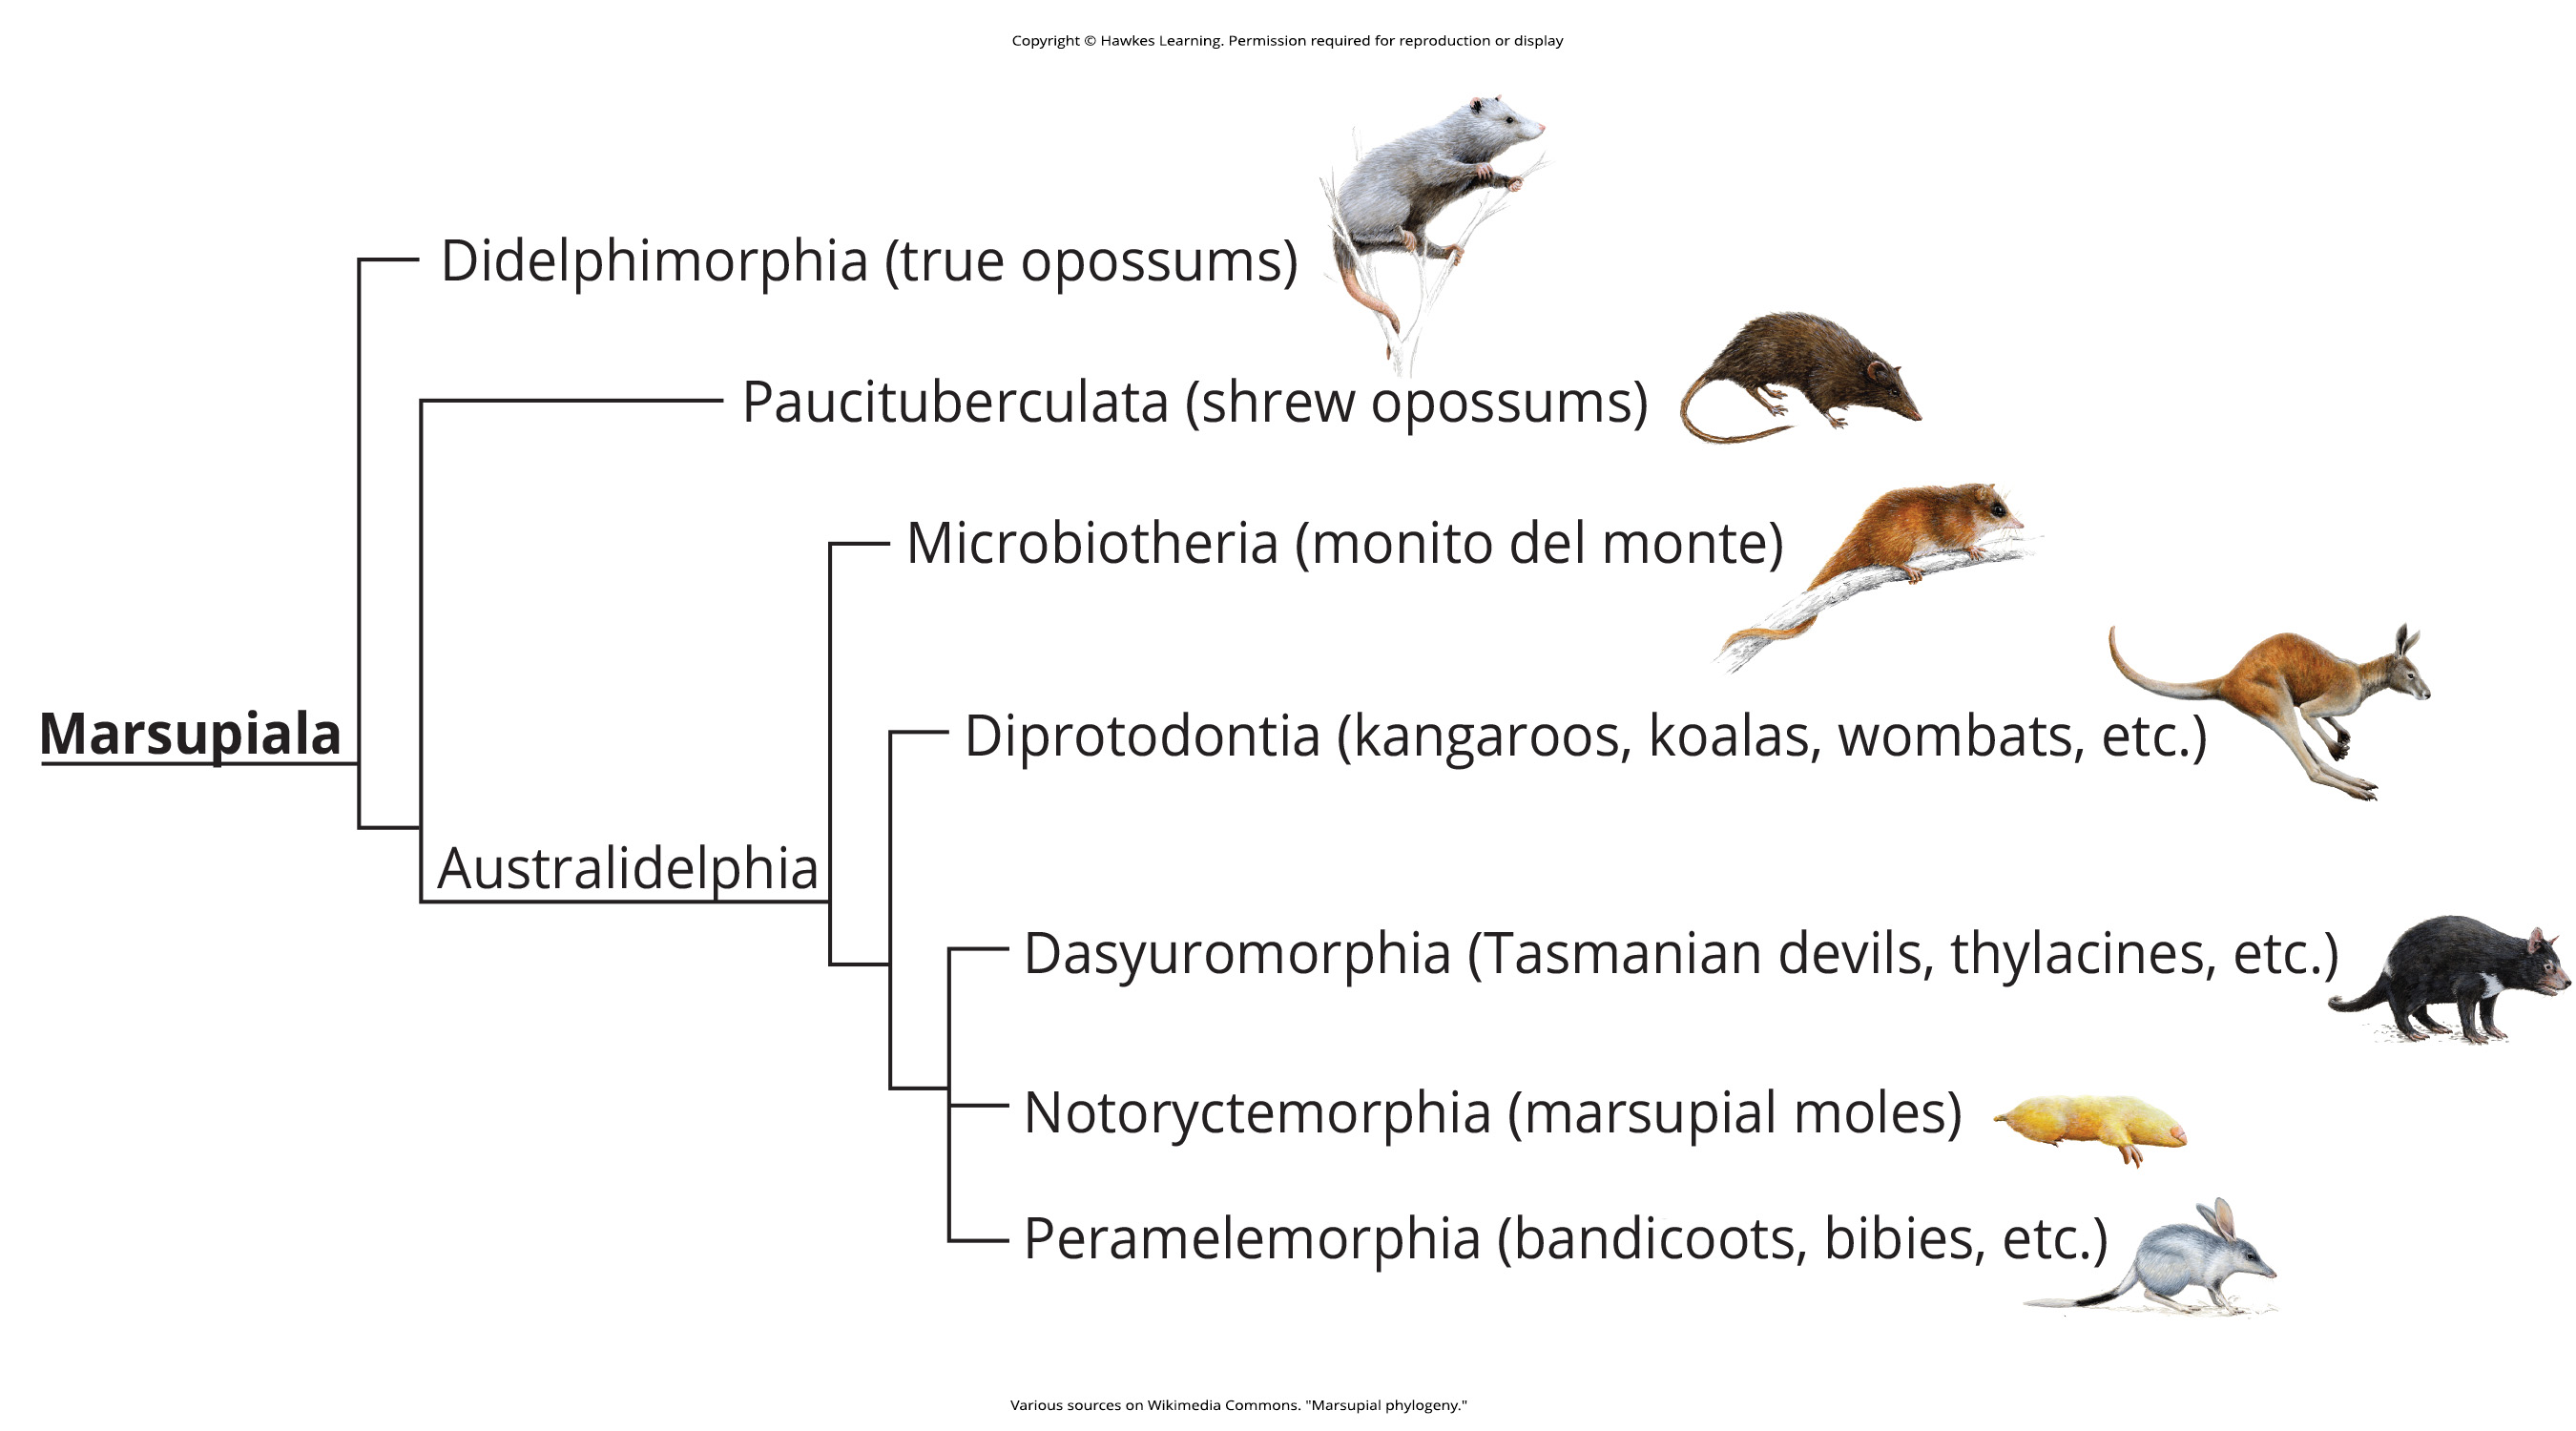 Copyright © Hawkes Learning. Permission required for reproduction or display
Didelphimorphia (true opossums)
Paucituberculata (shrew opossums)
Microbiotheria (monito del monte)
Marsupiala
Diprotodontia (kangaroos, koalas, wombats, etc.)
Australidelphia
Dasyuromorphia (Tasmanian devils, thylacines, etc.)
Notoryctemorphia (marsupial moles)
Peramelemorphia (bandicoots, bibies, etc.)
Various sources on Wikimedia Commons. "Marsupial phylogeny."